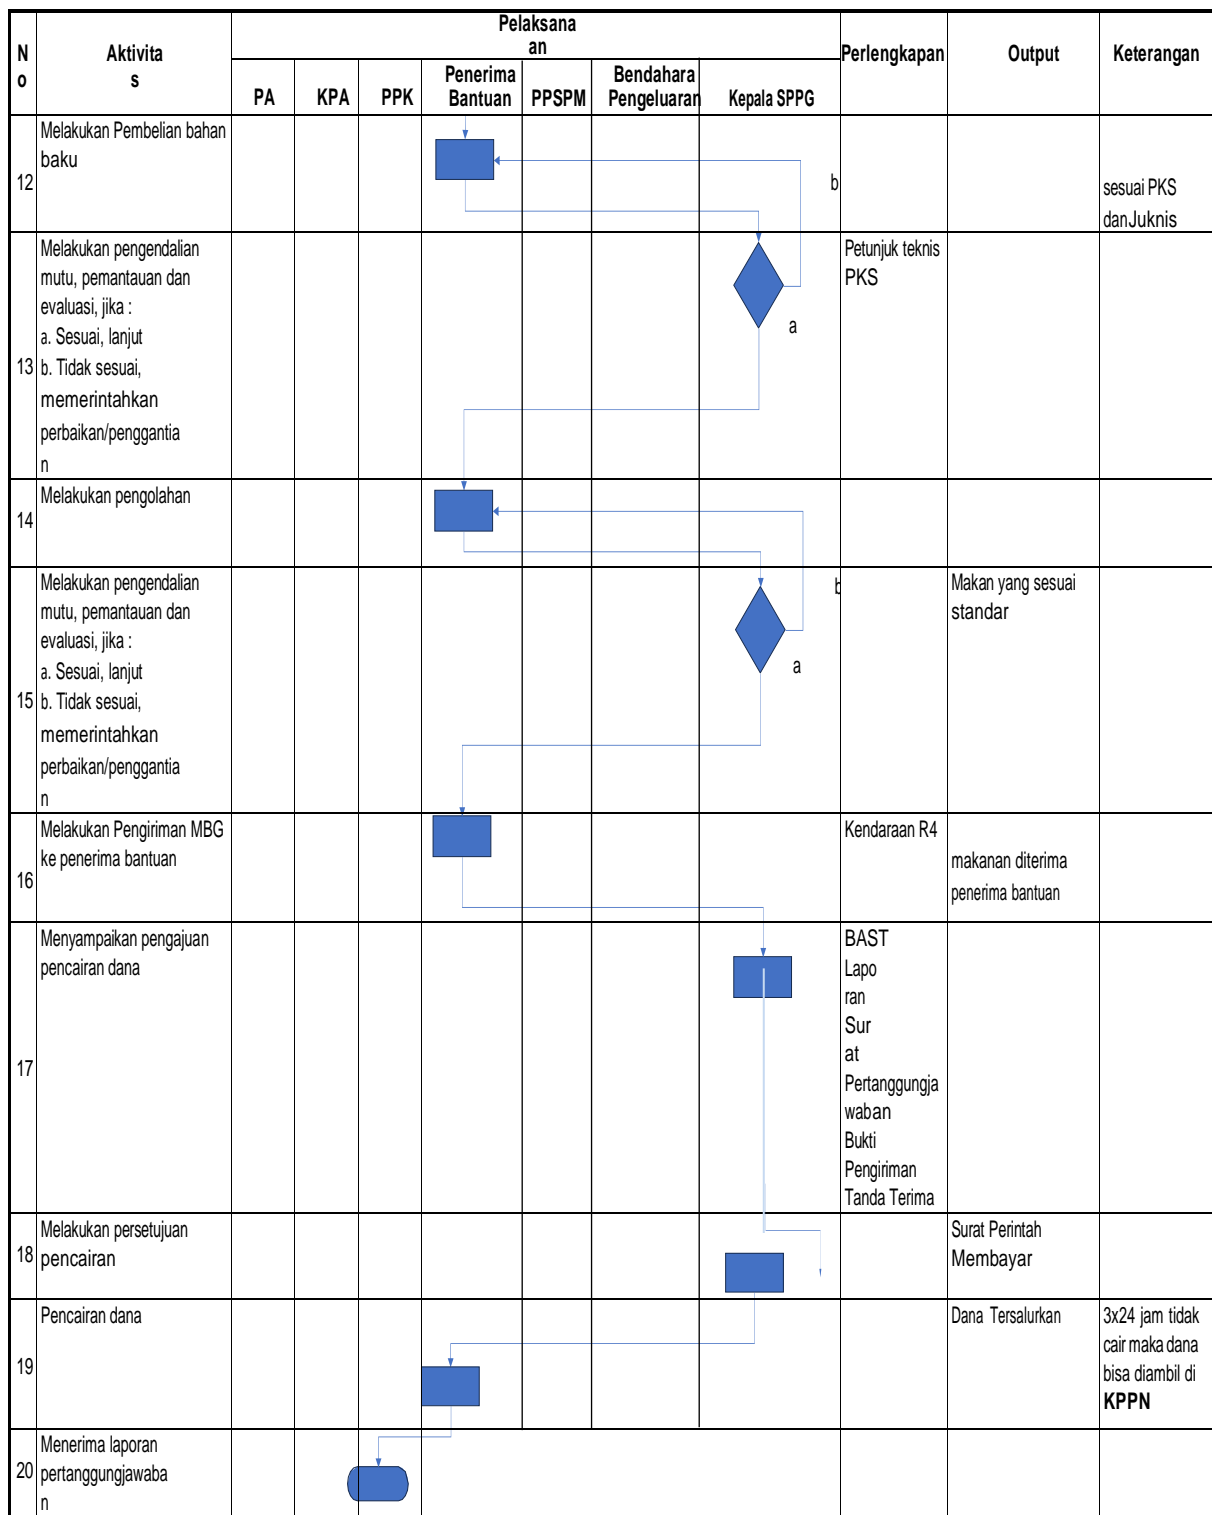 Pelaksana
an
N
o
Aktivita
s
Perlengkapan
Output
Keterangan
PA
KPA
PPK
Penerima
Bantuan
PPSPM
Bendahara
Pengeluaran
Kepala SPPG
12
Melakukan Pembelian bahan
baku
b
sesuai PKS
danJuknis
13
Melakukan pengendalian
mutu, pemantauan dan
evaluasi, jika :
a. Sesuai, lanjut
b. Tidak sesuai,
memerintahkan
perbaikan/penggantia
n
a
Petunjuk teknis
PKS
14
Melakukan pengolahan
15
Melakukan pengendalian
mutu, pemantauan dan
evaluasi, jika :
a. Sesuai, lanjut
b. Tidak sesuai,
memerintahkan
perbaikan/penggantia
n
b
a
Makan yang sesuai
standar
16
Melakukan Pengiriman MBG
ke penerima bantuan
Kendaraan R4
makanan diterima
penerima bantuan
17
Menyampaikan pengajuan
pencairan dana
BAST
Lapo
ran
Sur
at
Pertanggungja
waban
Bukti
Pengiriman
Tanda Terima
18
Melakukan persetujuan
pencairan
Surat Perintah
Membayar
19
Pencairan dana
Dana Tersalurkan
3x24 jam tidak
cair maka dana
bisa diambil di
KPPN
20
Menerima laporan
pertanggungjawaba
n